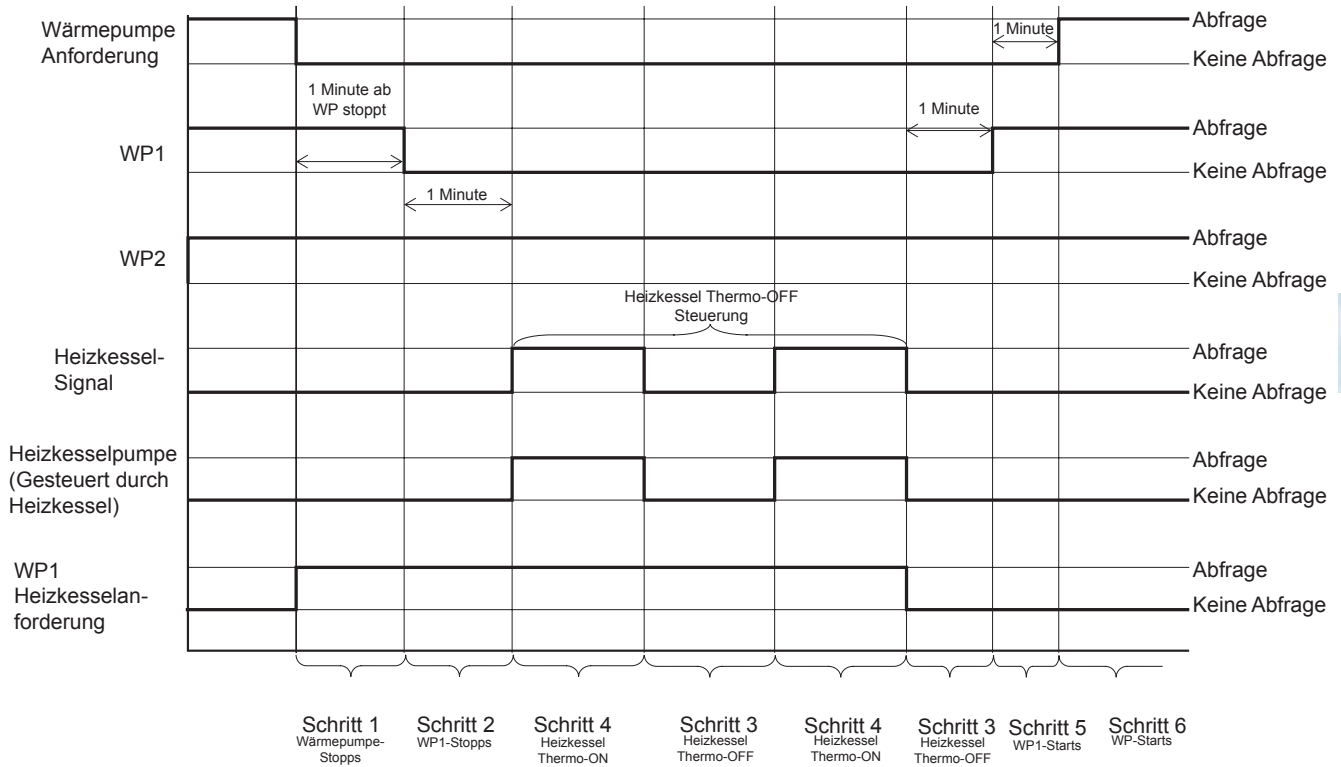 Wärmepumpe
Anforderung
1 Minute
Abfrage
Keine Abfrage
1 Minute ab
WP stoppt
WP1
1 Minute
Abfrage
Keine Abfrage
1 Minute
WP2
Abfrage
Keine Abfrage
Heizkessel Thermo-OFF
Steuerung
Heizkessel-
Signal
Abfrage
Keine Abfrage
Heizkesselpumpe
(Gesteuert durch
Heizkessel)
Abfrage
Keine Abfrage
WP1
Heizkesselan-
forderung
Abfrage
Keine Abfrage
Schritt 1
Wärmepumpe-
Stopps
Schritt 2
WP1-Stopps
Schritt 4
Heizkessel
Thermo-ON
Schritt 3
Heizkessel
Thermo-OFF
Schritt 4
Heizkessel
Thermo-ON
Schritt 3
Heizkessel
Thermo-OFF
Schritt 5
WP1-Starts
Schritt 6
WP-Starts